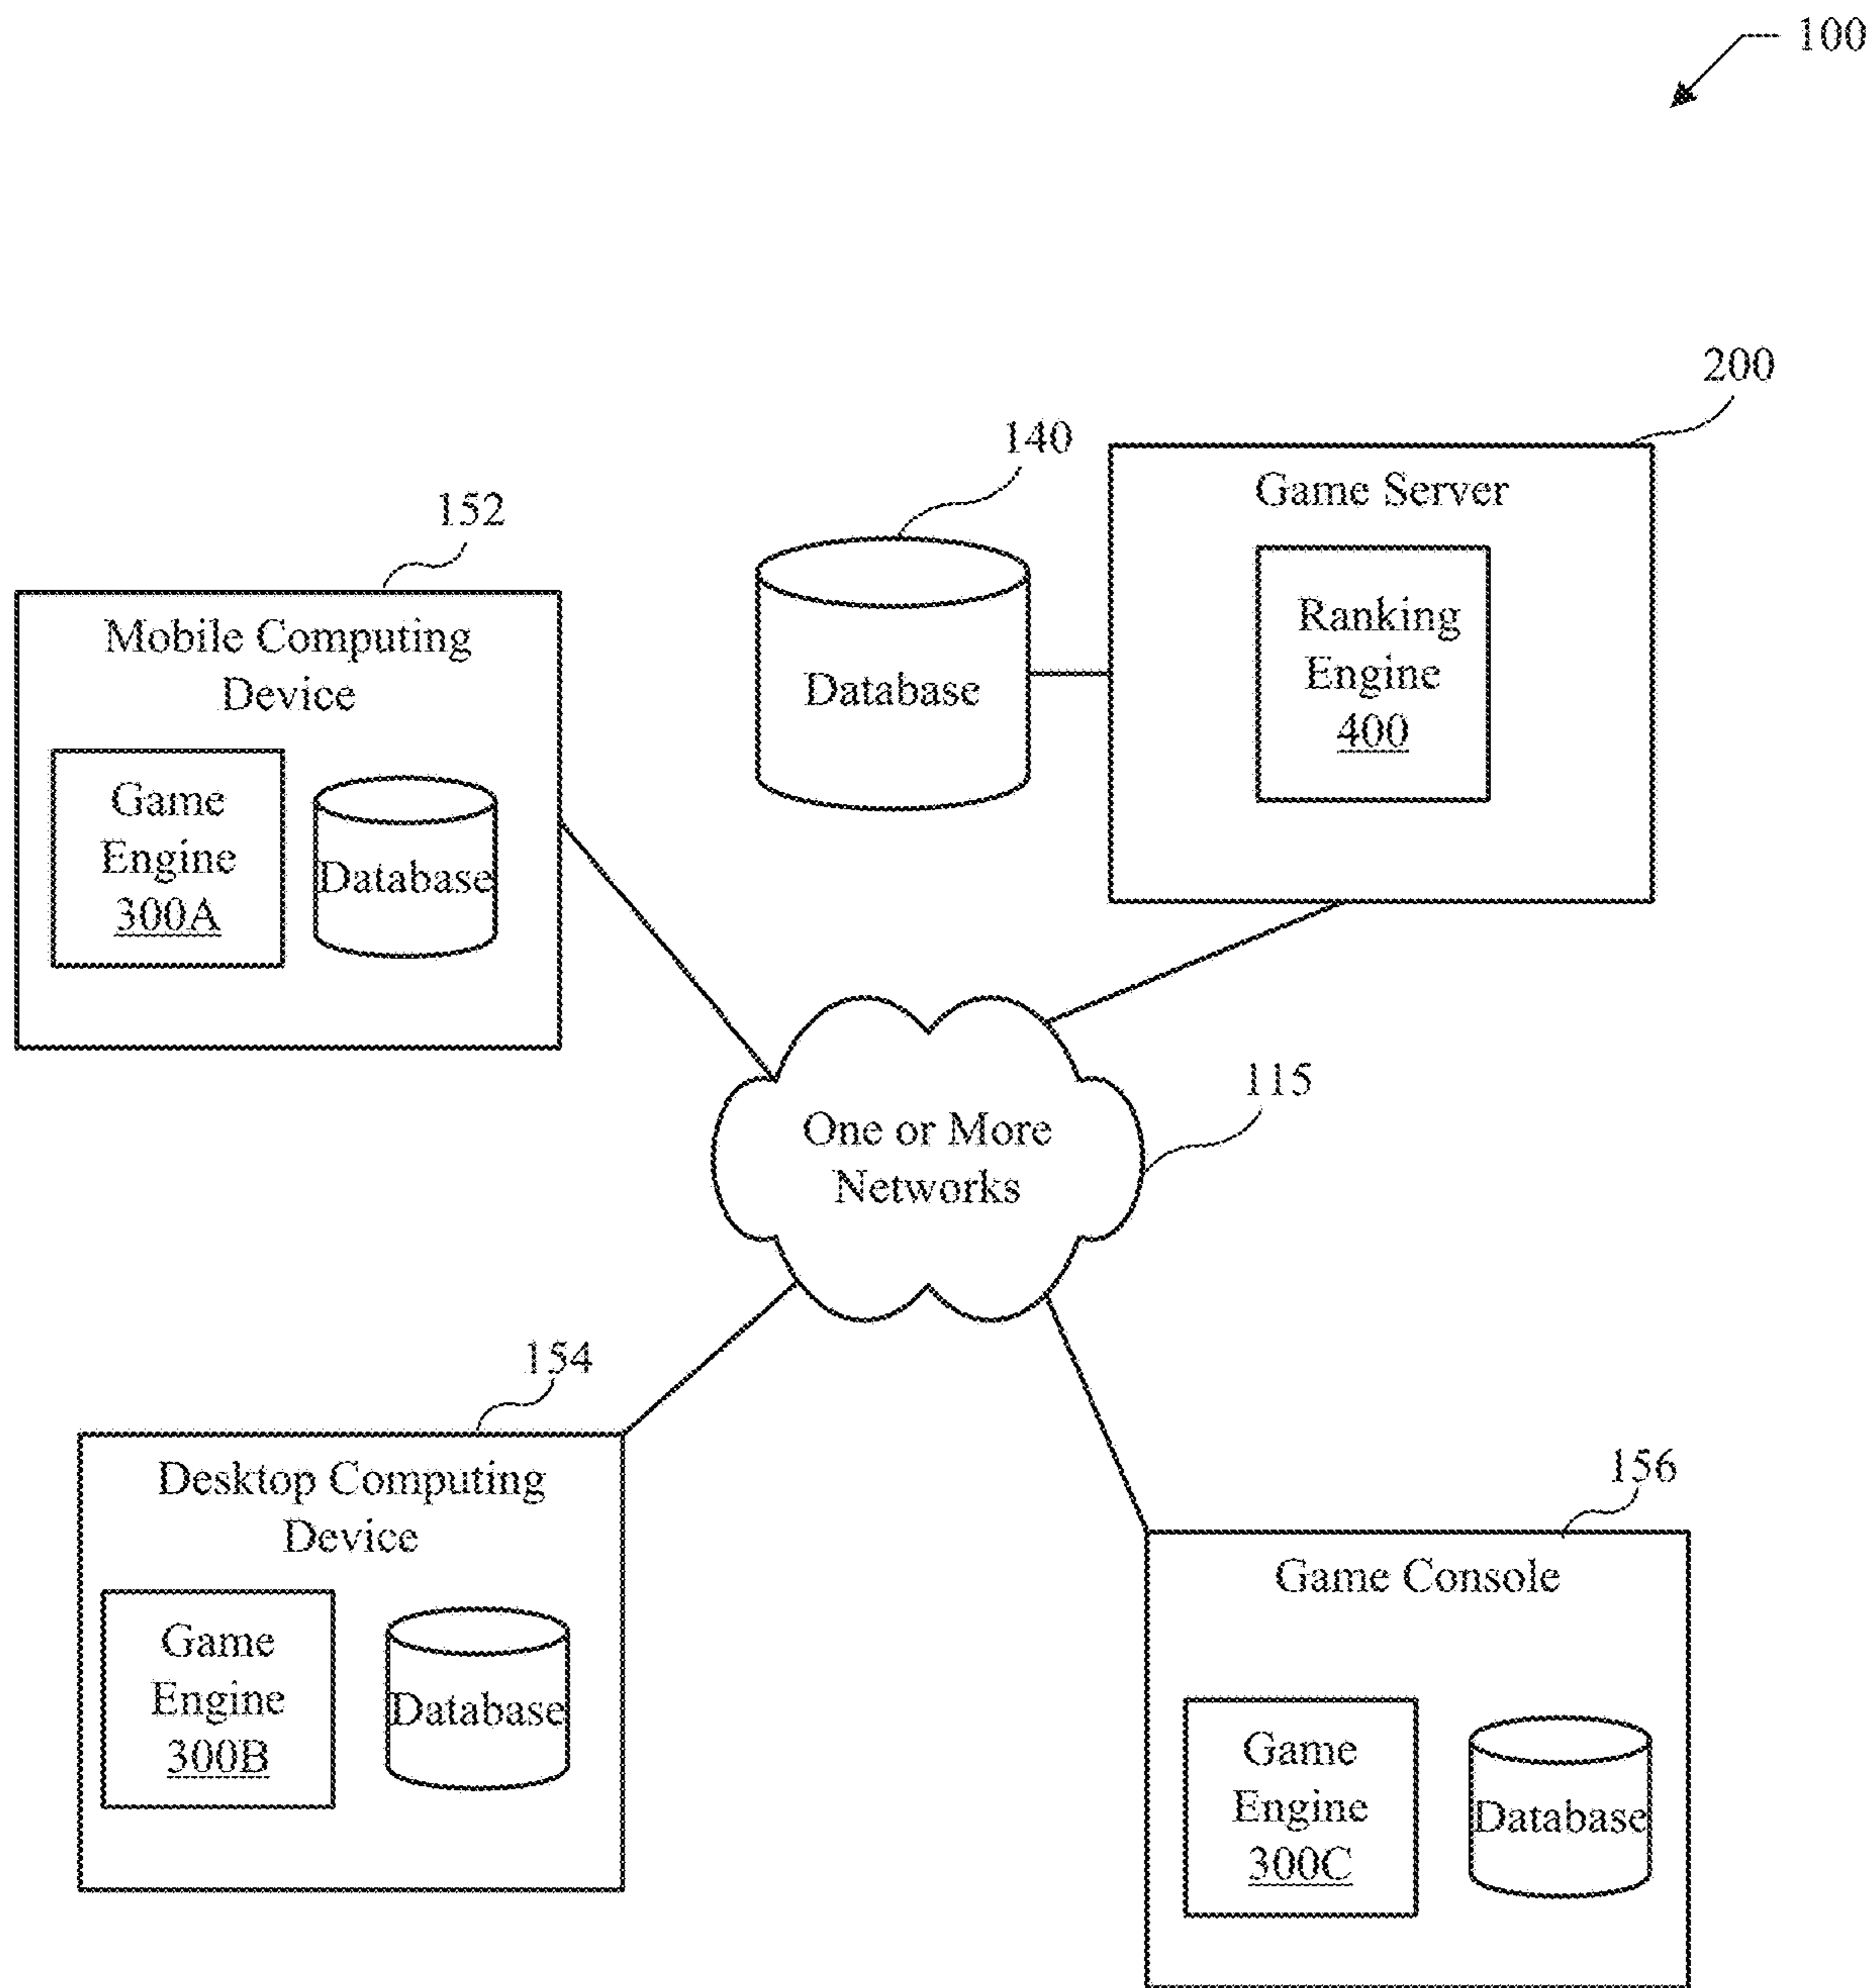 100
200
140
Game Server
152
Ranking
Engine
400
Mobile Computing
Device
Database
Game
Engine
300A
Database
115
One or More
Networks
154
Desktop Computing
Device
156
Game Console
Game
Engine
300B
Database
Game
Engine
300C
Database